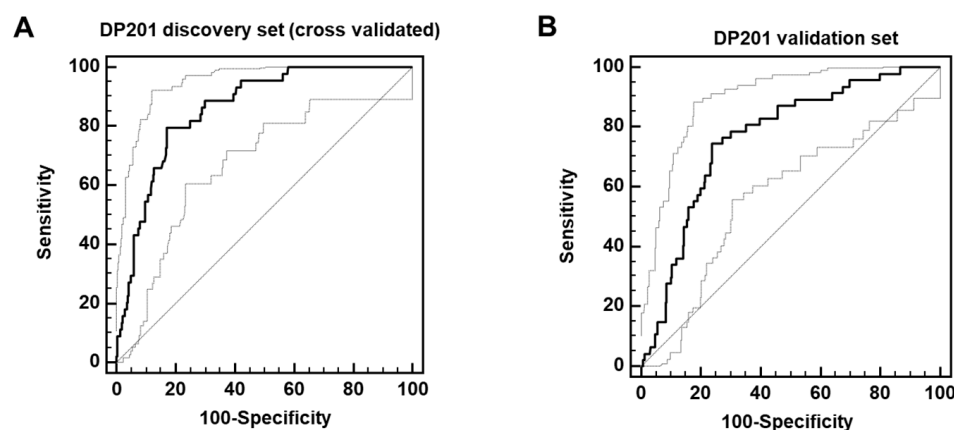 A
DP201 discovery set (cross validated)
100
80
60
40
20
0
Sensitivity
0 20 40 60 80 100
100-Specificity
B
DP201 validation set
100
80
60
40
20
0
Sensitivity
0 20 40 60 80 100
100-Specificity